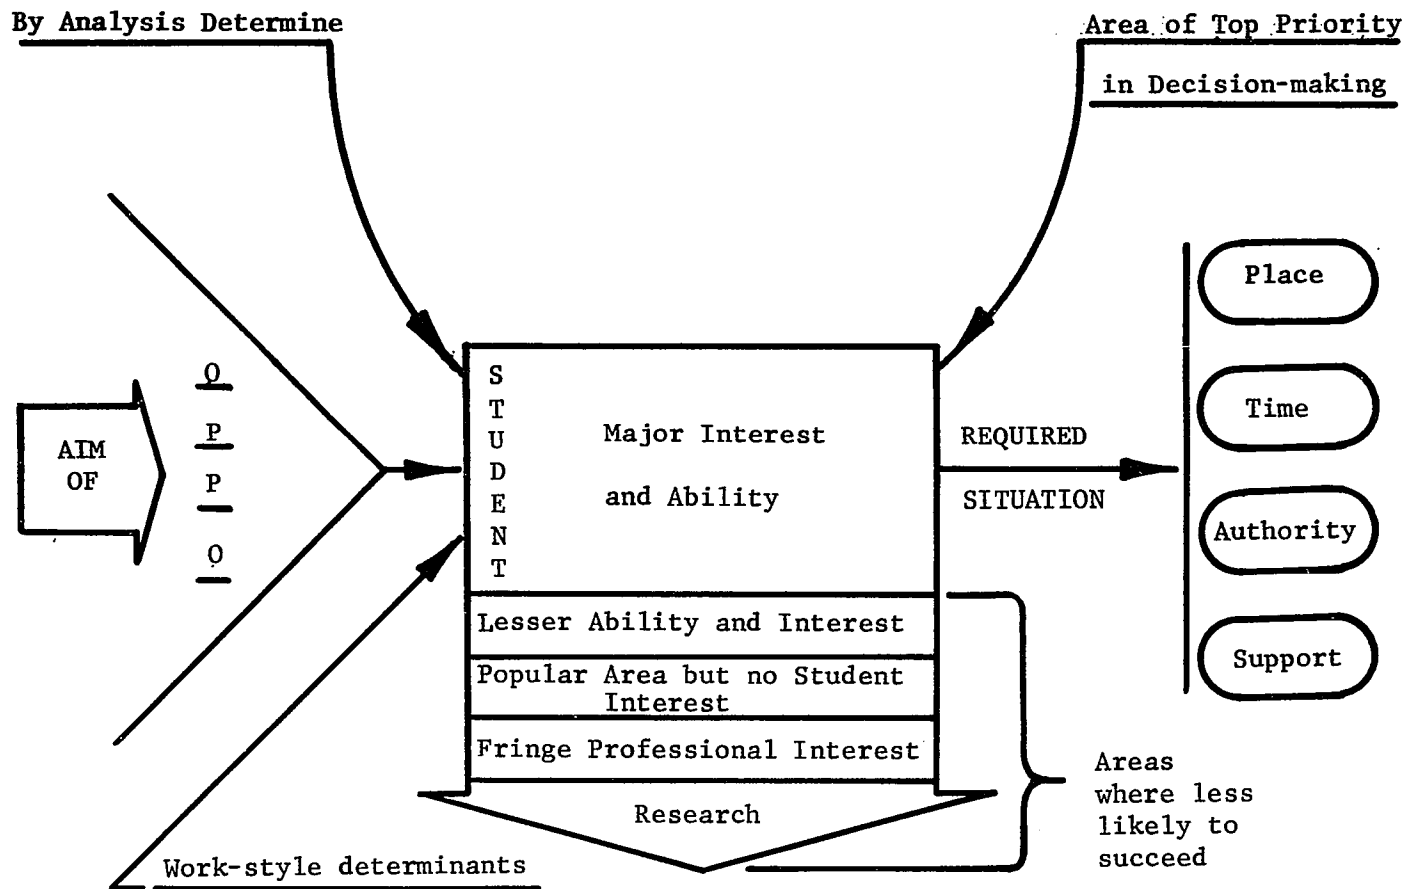 By Analysis Determine
Area of Top Priority
in Decision-making
AIM
OF
O
P
P
O
S
T
U
D
E
N
T
Major Interest
and Ability
REQUIRED
SITUATION
Place
Time
Authority
Support
Lesser Ability and Interest
Popular Area but no Student
Interest
Fringe Professional Interest
Research
Areas
where less
likely to
succeed
Work-style determinants